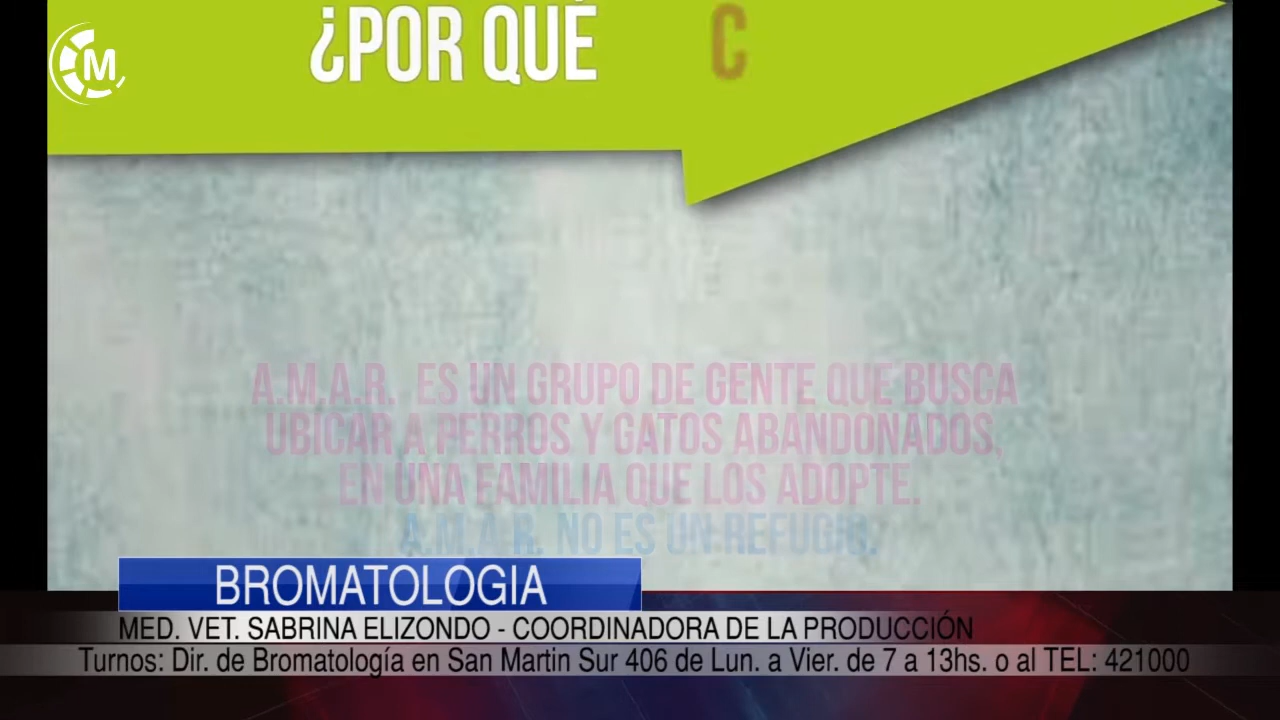 ¿POR QUÉ C
M
A.M.A.R. ES UN GRUPO DE GENTE QUE BUSCA
UBICAR A PERROS Y GATOS ABANDONADOS,
EN UNA FAMILIA QUE LOS ADOPTE.
A.M.A.R. NO ES UN REFUGIO.
BROMATOLOGIA
MED. VET. SABRINA ELIZONDO - COORDINADORA DE LA PRODUCCIÓN
Turnos: Dir. de Bromatología en San Martin Sur 406 de Lun. a Vier. de 7 a 13hs. o al TEL: 421000